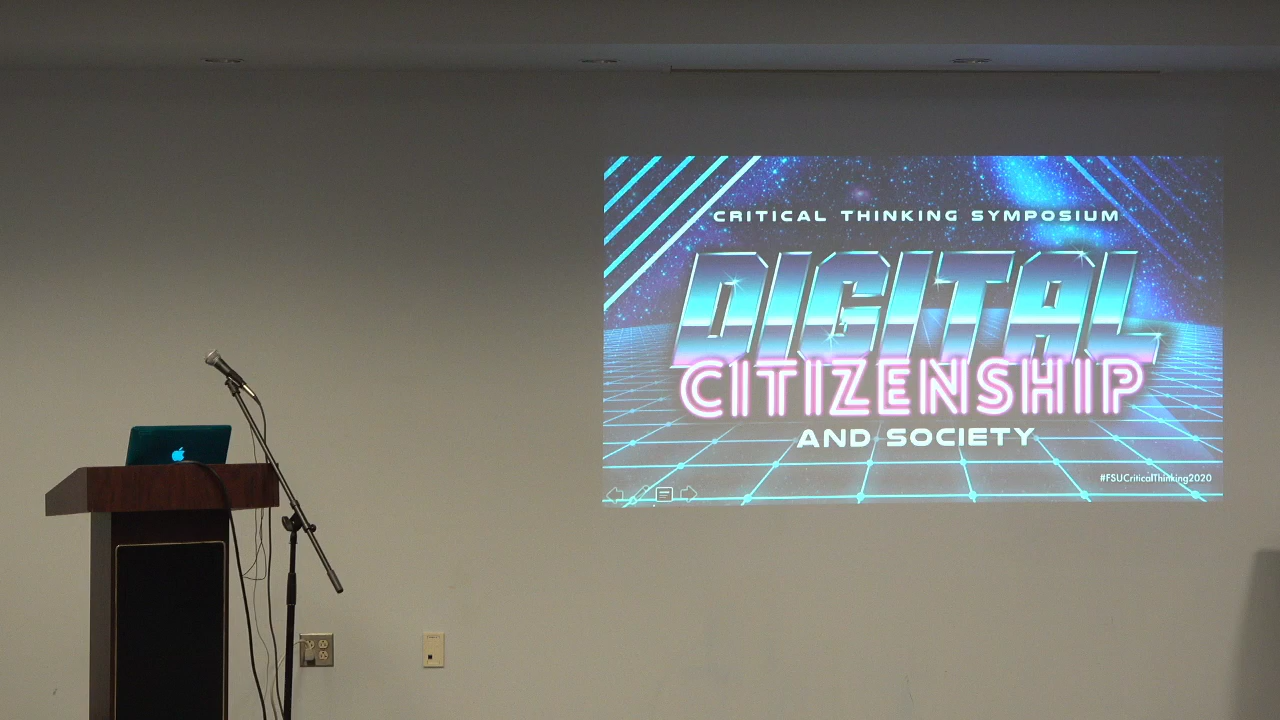 CRITICAL THINKING SYMPOSIUM
DIGITAL
CITIZENSHIP
AND SOCIETY
#FSUCriticalThinking2020